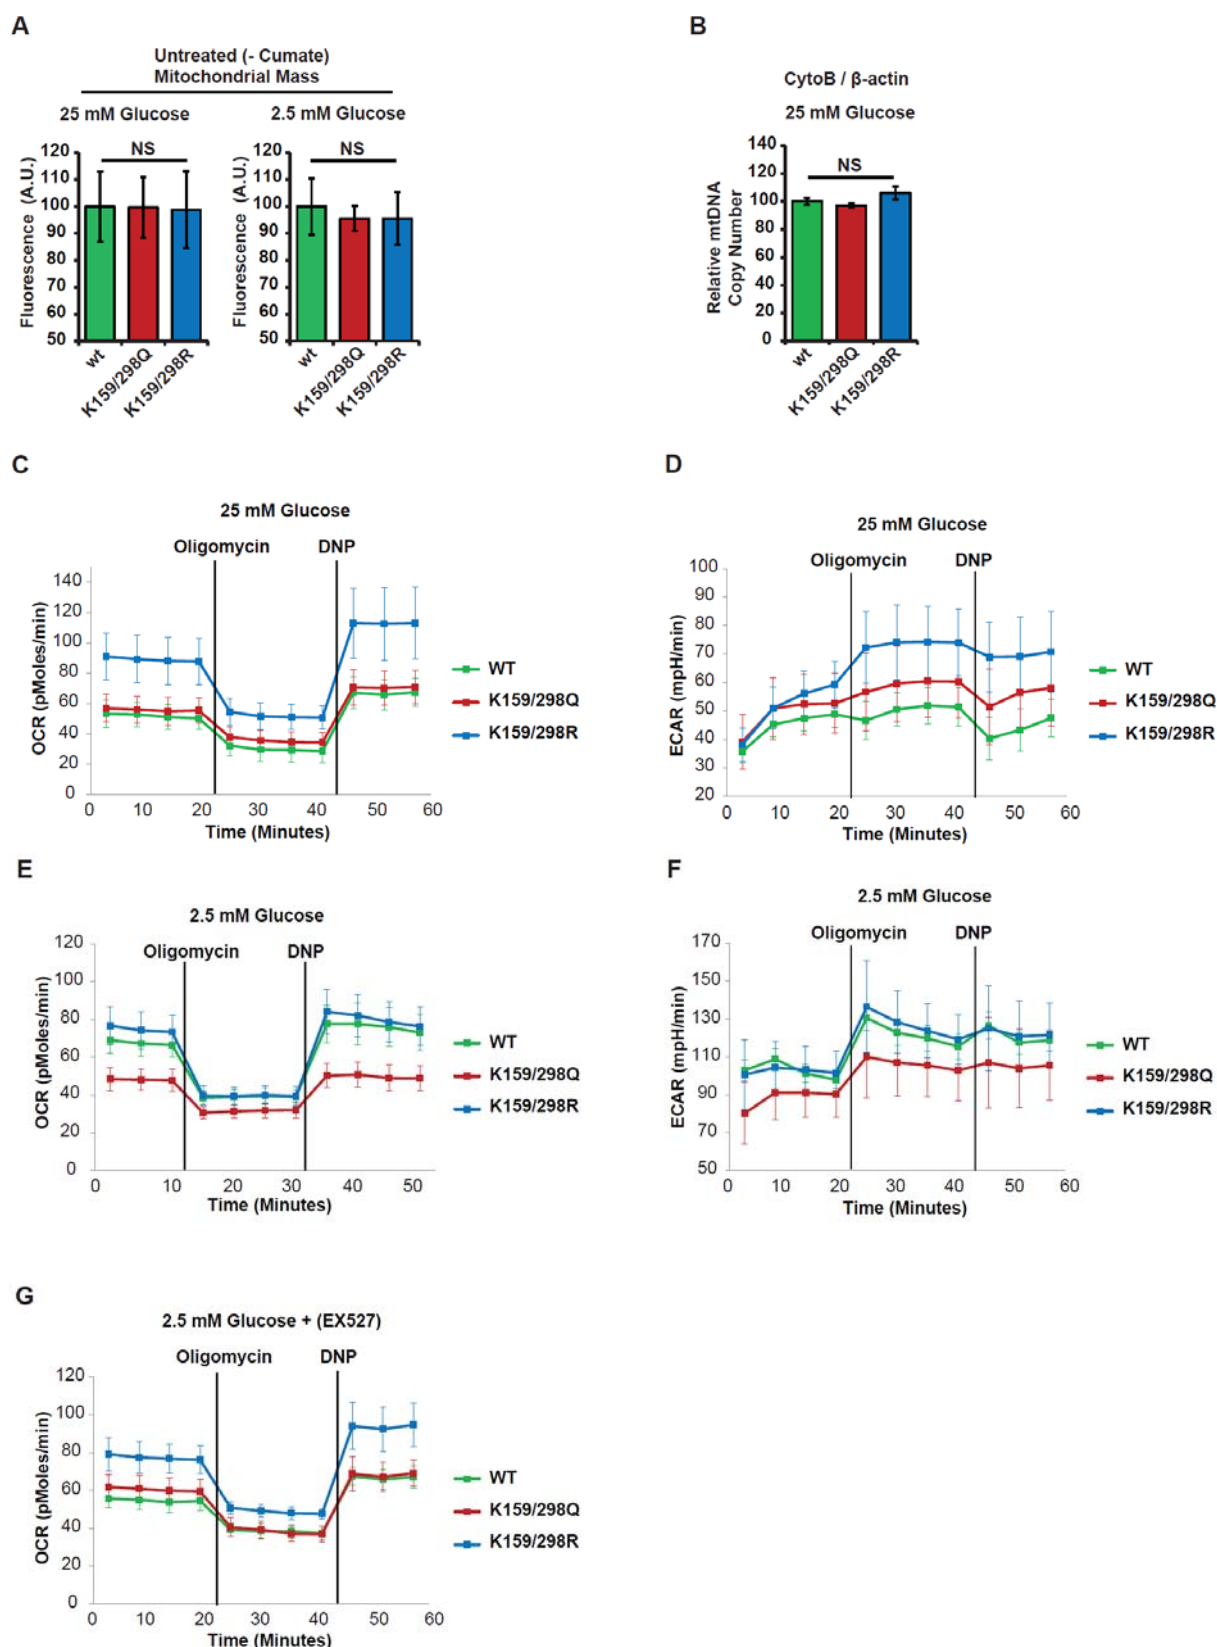 A
Untreated (- Cumate)
Mitochondrial Mass
25 mM Glucose
2.5 mM Glucose
Fluorescence (A.U.)
120
110
100
90
80
70
60
50
NS
wt
K159/298Q
K159/298R
Fluorescence (A.U.)
120
110
100
90
80
70
60
50
NS
wt
K159/298Q
K159/298R
B
CytoB / β-actin
25 mM Glucose
Relative mtDNA
Copy Number
140
120
100
80
60
40
20
0
NS
wt
K159/298Q
K159/298R
C
25 mM Glucose
Oligomycin DNP
OCR (pMoles/min)
140
120
100
80
60
40
20
0
0 10 20 30 40 50 60
Time (Minutes)
WT
K159/298Q
K159/298R
D
25 mM Glucose
Oligomycin DNP
ECAR (mpH/min)
100
90
80
70
60
50
40
30
20
0 10 20 30 40 50 60
Time (Minutes)
WT
K159/298Q
K159/298R
E
2.5 mM Glucose
Oligomycin DNP
OCR (pMoles/min)
120
100
80
60
40
20
0
0 10 20 30 40 50
Time (Minutes)
WT
K159/298Q
K159/298R
F
2.5 mM Glucose
Oligomycin DNP
ECAR (mpH/min)
170
150
130
110
90
70
50
0 10 20 30 40 50 60
Time (Minutes)
WT
K159/298Q
K159/298R
G
2.5 mM Glucose + (EX527)
Oligomycin DNP
OCR (pMoles/min)
120
100
80
60
40
20
0
0 10 20 30 40 50 60
Time (Minutes)
WT
K159/298Q
K159/298R